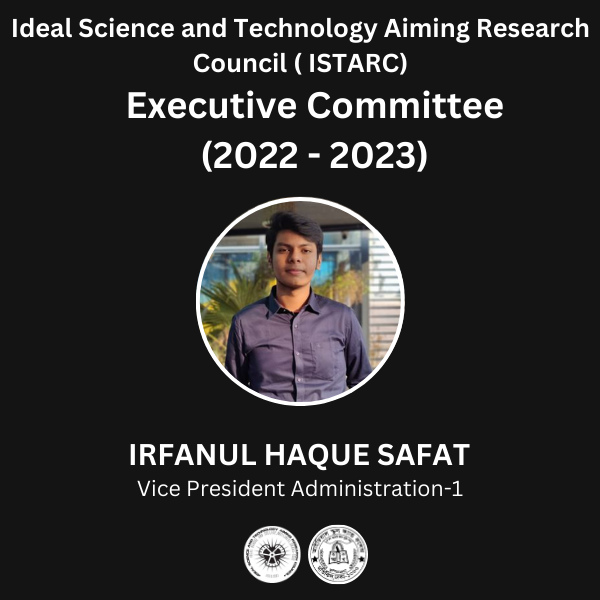 Ideal Science and Technology Aiming Research
Council ( ISTARC)
Executive Committee
(2022 - 2023)
IRFANUL HAQUE SAFAT
Vice President Administration-1